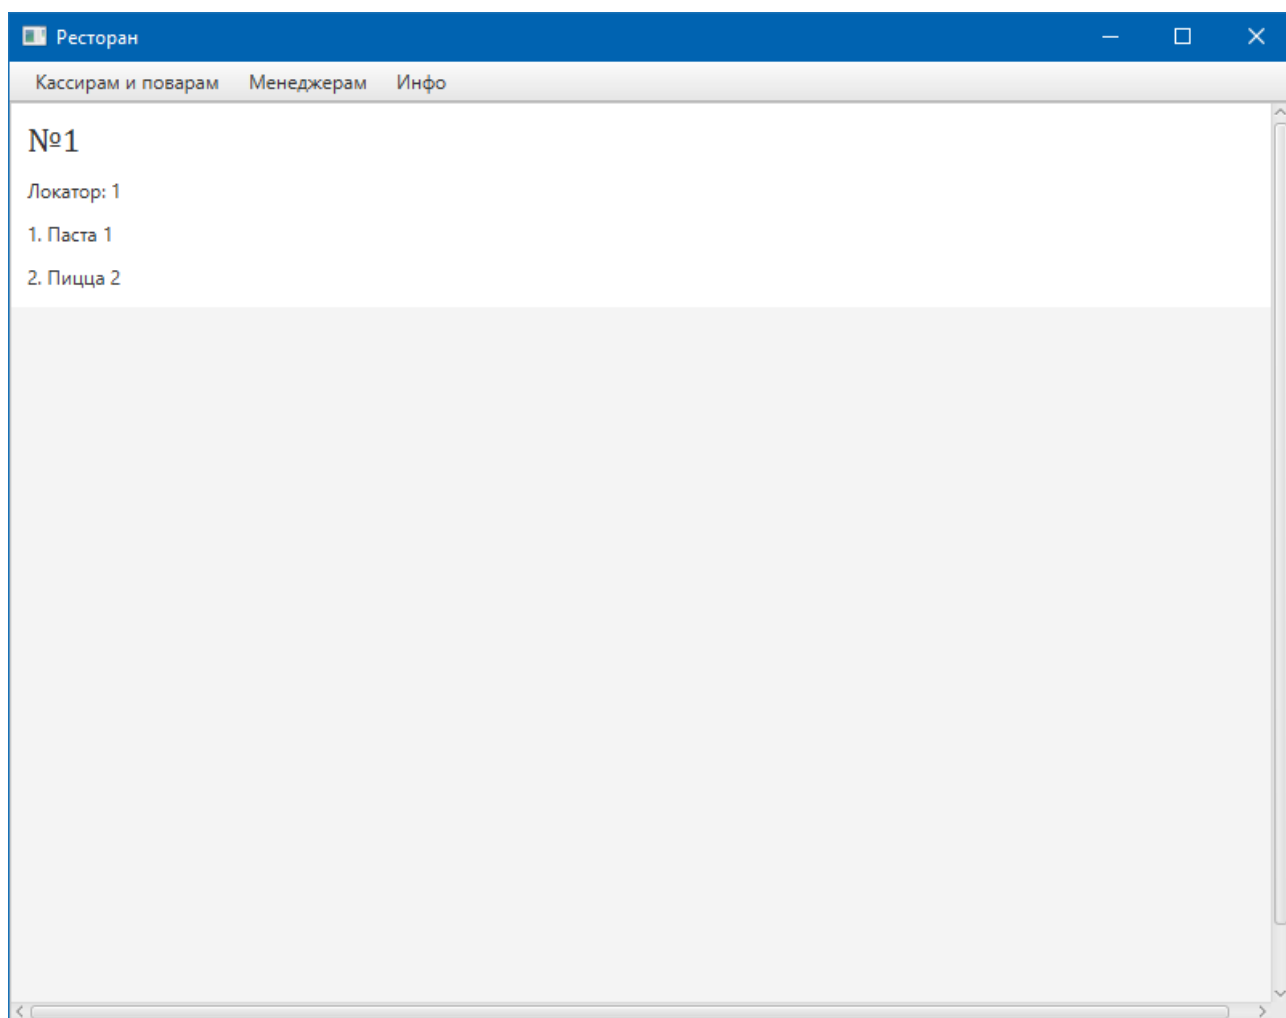 Ресторан
Кассирам и поварам Менеджерам Инфо
№1
Локатор: 1
1. Паста 1
2. Пицца 2